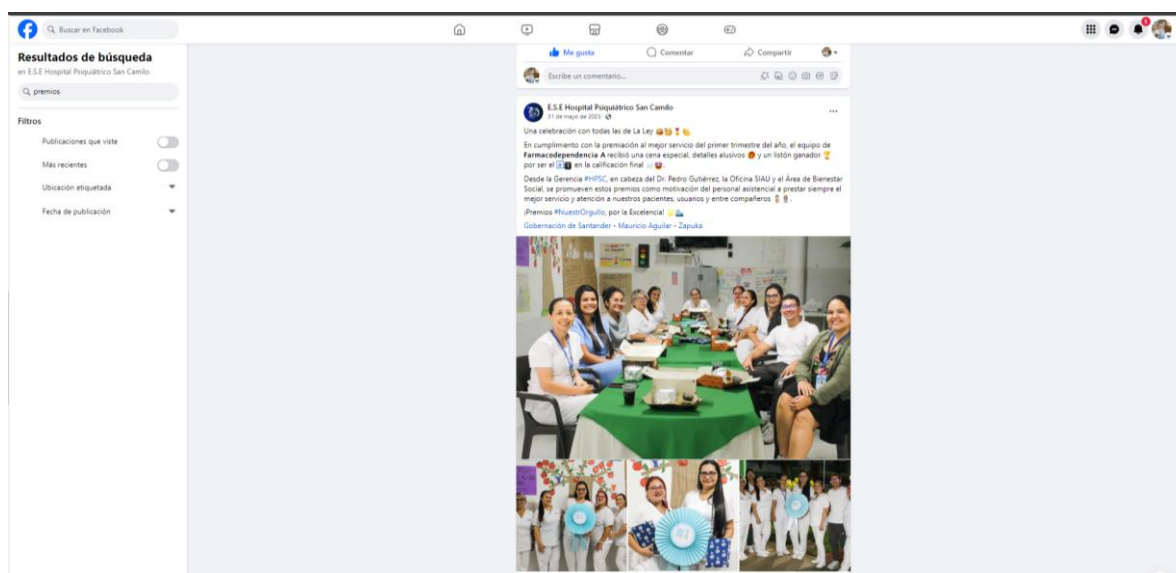 Buscar en Facebook
Resultados de búsqueda
en E.S.E Hospital Psiquiátrico San Camilo
premios
Filtros
Publicaciones que viste
Más recientes
Ubicación etiquetada
Fecha de publicación
Me gusta Comentar Compartir
Escribe un comentario...
E.S.E Hospital Psiquiátrico San Camilo
31 de mayo de 2023
Una celebración con todas las de La Ley
En cumplimiento con la premiación al mejor servicio del primer trimestre del año, el equipo de
Farmacodependencia A recibió una cena especial, detalles alusivos y un listón ganador
por ser el en la calificación final
Desde la Gerencia #HPSC, en cabeza del Dr. Pedro Gutiérrez, la Oficina SIAU y el Área de Bienestar
Social, se promueven estos premios como motivación del personal asistencial a prestar siempre el
mejor servicio y atención a nuestros pacientes, usuarios y entre compañeros
¡Premios #NuestrOrgullo, por la Excelencia!
Gobernación de Santander - Mauricio Aguilar - Zapuka
#1